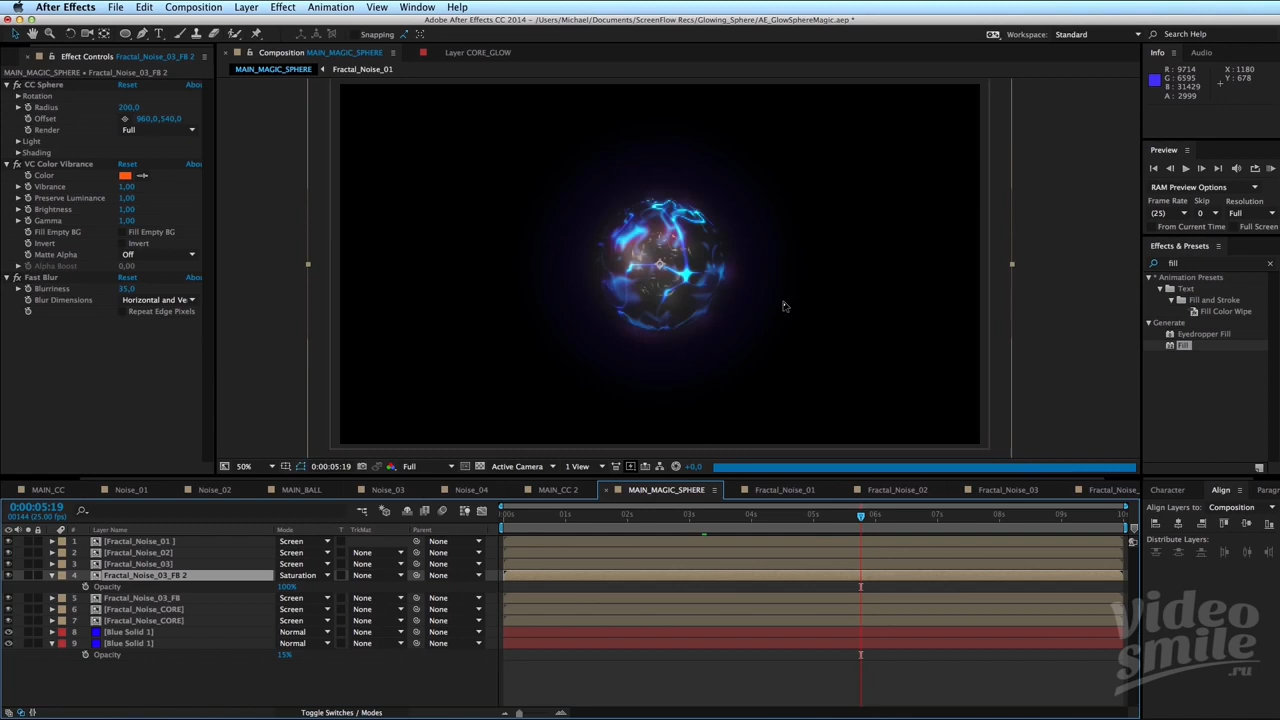 After Effects File Edit Composition Layer Effect Animation View Window Help
Adobe After Effects CC 2014 - /Users/Michael/Documents/ScreenFlow Recs/Glowing_Sphere/AE_GlowSphereMagic.aep *
Snapping
Workspace: Standard
Search Help
Effect Controls Fractal_Noise_03_FB 2
MAIN_MAGIC_SPHERE • Fractal_Noise_03_FB 2
CC Sphere Reset Abou
Rotation
Radius 200,0
Offset 960,0,540,0
Render Full
Light
Shading
VC Color Vibrance Reset Abou
Color
Vibrance 1,00
Preserve Luminance 1,00
Brightness 1,00
Gamma 1,00
Fill Empty BG Fill Empty BG
Invert Invert
Matte Alpha Off
Alpha Boost 0,00
Fast Blur Reset Abou
Blurriness 35,0
Blur Dimensions Horizontal and Ve
Repeat Edge Pixels
Composition MAIN_MAGIC_SPHERE
Layer CORE_GLOW
MAIN_MAGIC_SPHERE Fractal_Noise_01
50% 0:00:05:19 Full Active Camera 1 View +0,0
Info Audio
R : 9714 X : 1180
G : 6595 Y : 678
B : 31429
A : 2999
Preview
RAM Preview Options
Frame Rate Skip Resolution
(25) 0 Full
From Current Time Full Screen
Effects & Presets
fill
* Animation Presets
Text
Fill and Stroke
Fill Color Wipe
Generate
Eyedropper Fill
Fill
MAIN_CC Noise_01 Noise_02 MAIN_BALL Noise_03 Noise_04 MAIN_CC 2 MAIN_MAGIC_SPHERE Fractal_Noise_01 Fractal_Noise_02 Fractal_Noise_03 Fractal_Noise_
0:00:05:19
00144 (25.00 fps)
# Layer Name Mode T TrkMat Parent
1 [Fractal_Noise_01 ] Screen None
2 [Fractal_Noise_02] Screen None None
3 [Fractal_Noise_03] Screen None None
4 Fractal_Noise_03_FB 2 Saturation None None
Opacity 100%
5 Fractal_Noise_03_FB Screen None None
6 [Fractal_Noise_CORE] Screen None None
7 [Fractal_Noise_CORE] Screen None None
8 [Blue Solid 1] Normal None None
9 [Blue Solid 1] Normal None None
Opacity 15%
Toggle Switches / Modes
:00s 01s 02s 03s 04s 05s 06s 07s 08s 09s 10s
Character Align Paragr
Align Layers to: Composition
Distribute Layers:
video
smile
.ru